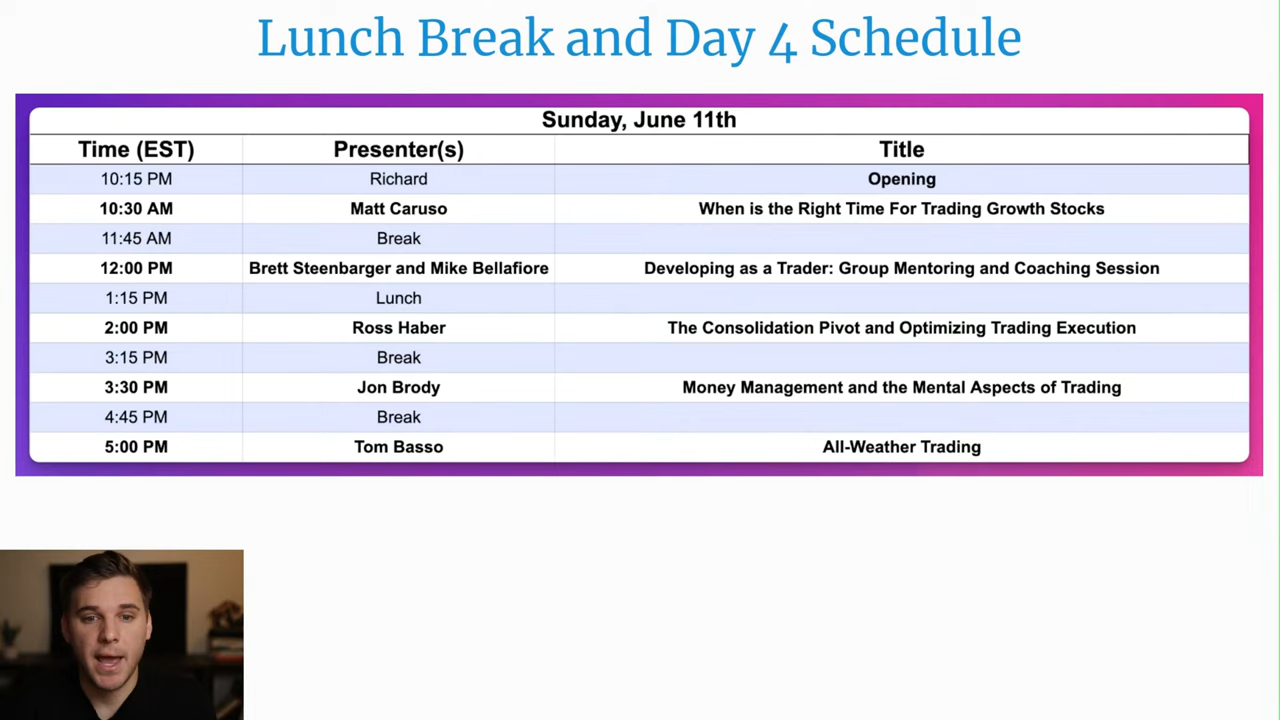 Lunch Break and Day 4 Schedule
Sunday, June 11th
Time (EST) Presenter(s) Title
10:15 PM Richard Opening
10:30 AM Matt Caruso When is the Right Time For Trading Growth Stocks
11:45 AM Break
12:00 PM Brett Steenbarger and Mike Bellafiore Developing as a Trader: Group Mentoring and Coaching Session
1:15 PM Lunch
2:00 PM Ross Haber The Consolidation Pivot and Optimizing Trading Execution
3:15 PM Break
3:30 PM Jon Brody Money Management and the Mental Aspects of Trading
4:45 PM Break
5:00 PM Tom Basso All-Weather Trading